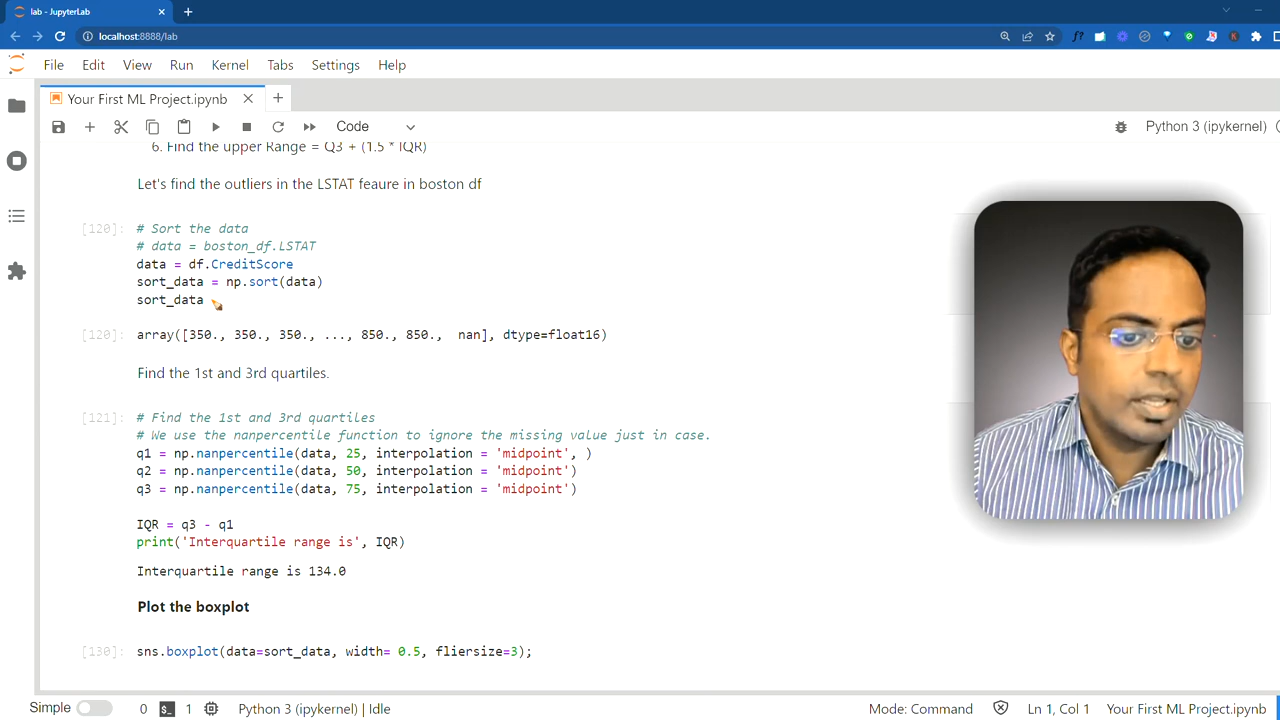 lab - JupyterLab
localhost:8888/lab
File Edit View Run Kernel Tabs Settings Help
Your First ML Project.ipynb
Code
Python 3 (ipykernel)
6. Find the upper Range = Q3 + (1.5 * IQR)
Let's find the outliers in the LSTAT feaure in boston df
[120]: # Sort the data
# data = boston_df.LSTAT
data = df.CreditScore
sort_data = np.sort(data)
sort_data
[120]: array([350., 350., 350., ..., 850., 850., nan], dtype=float16)
Find the 1st and 3rd quartiles.
[121]: # Find the 1st and 3rd quartiles
# We use the nanpercentile function to ignore the missing value just in case.
q1 = np.nanpercentile(data, 25, interpolation = 'midpoint', )
q2 = np.nanpercentile(data, 50, interpolation = 'midpoint')
q3 = np.nanpercentile(data, 75, interpolation = 'midpoint')
IQR = q3 - q1
print('Interquartile range is', IQR)
Interquartile range is 134.0
Plot the boxplot
[130]: sns.boxplot(data=sort_data, width= 0.5, fliersize=3);
Simple 0 1 Python 3 (ipykernel) | Idle Mode: Command Ln 1, Col 1 Your First ML Project.ipynb